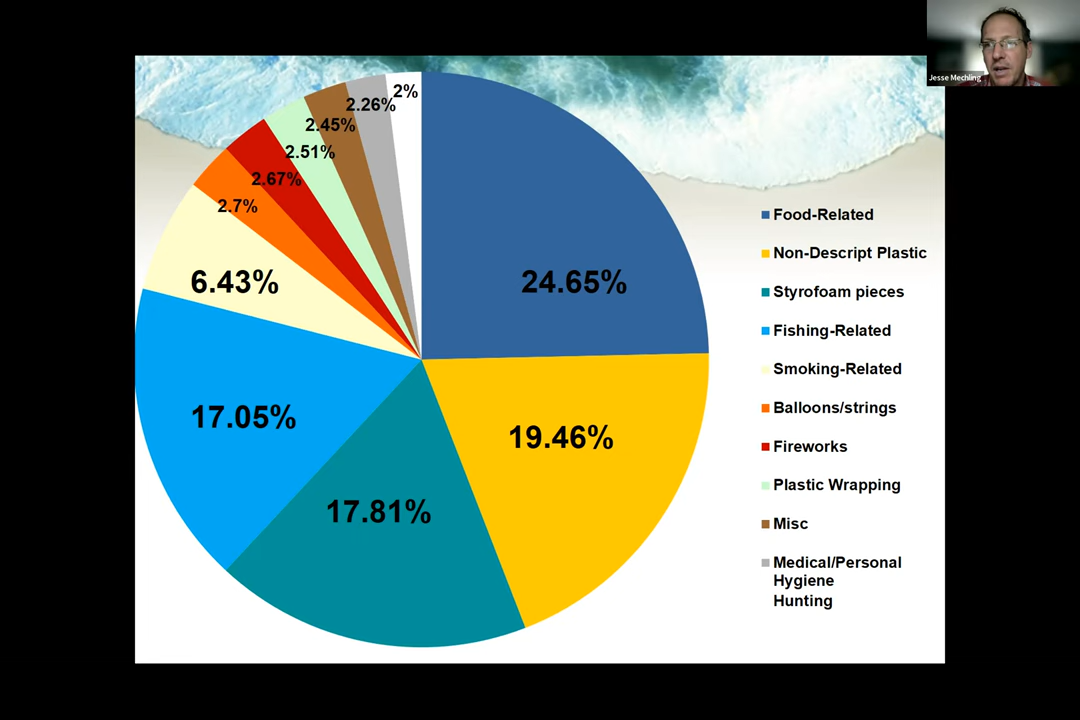 Jesse Mechling
2%
2.26%
2.45%
2.51%
2.67%
2.7%
6.43%
24.65%
17.05%
19.46%
17.81%
Food-Related
Non-Descript Plastic
Styrofoam pieces
Fishing-Related
Smoking-Related
Balloons/strings
Fireworks
Plastic Wrapping
Misc
Medical/Personal
Hygiene
Hunting